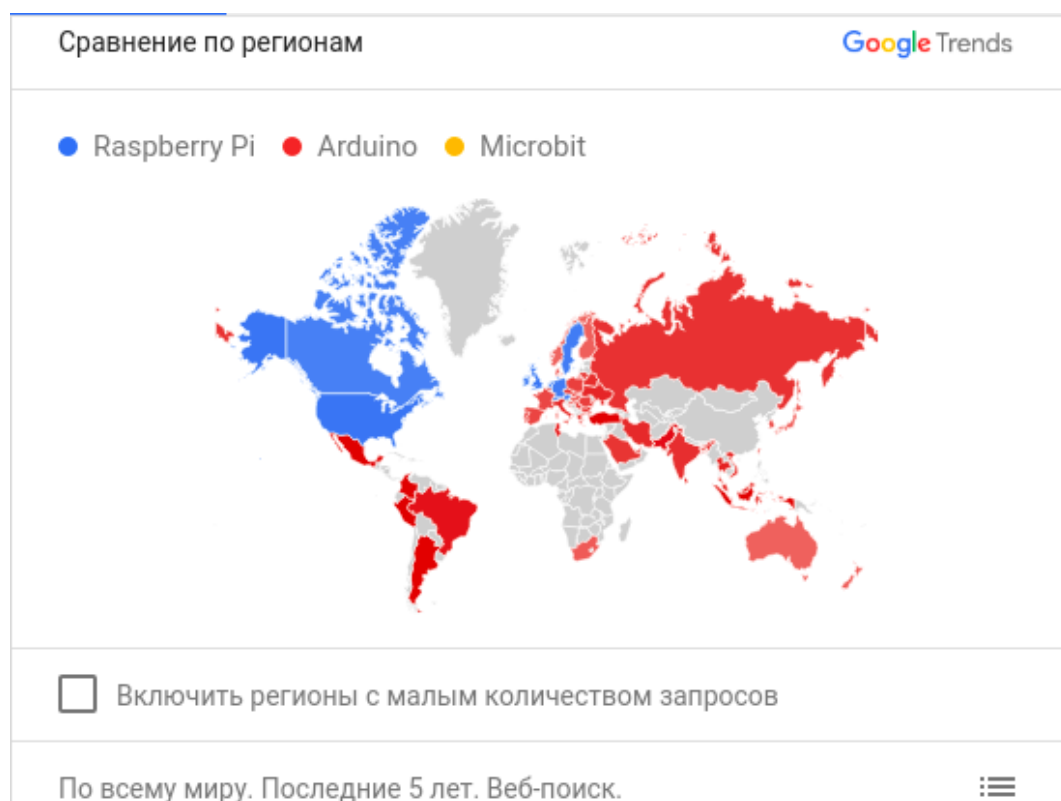 Сравнение по регионам
Google Trends
Raspberry Pi Arduino Microbit
Включить регионы с малым количеством запросов
По всему миру. Последние 5 лет. Веб-поиск.